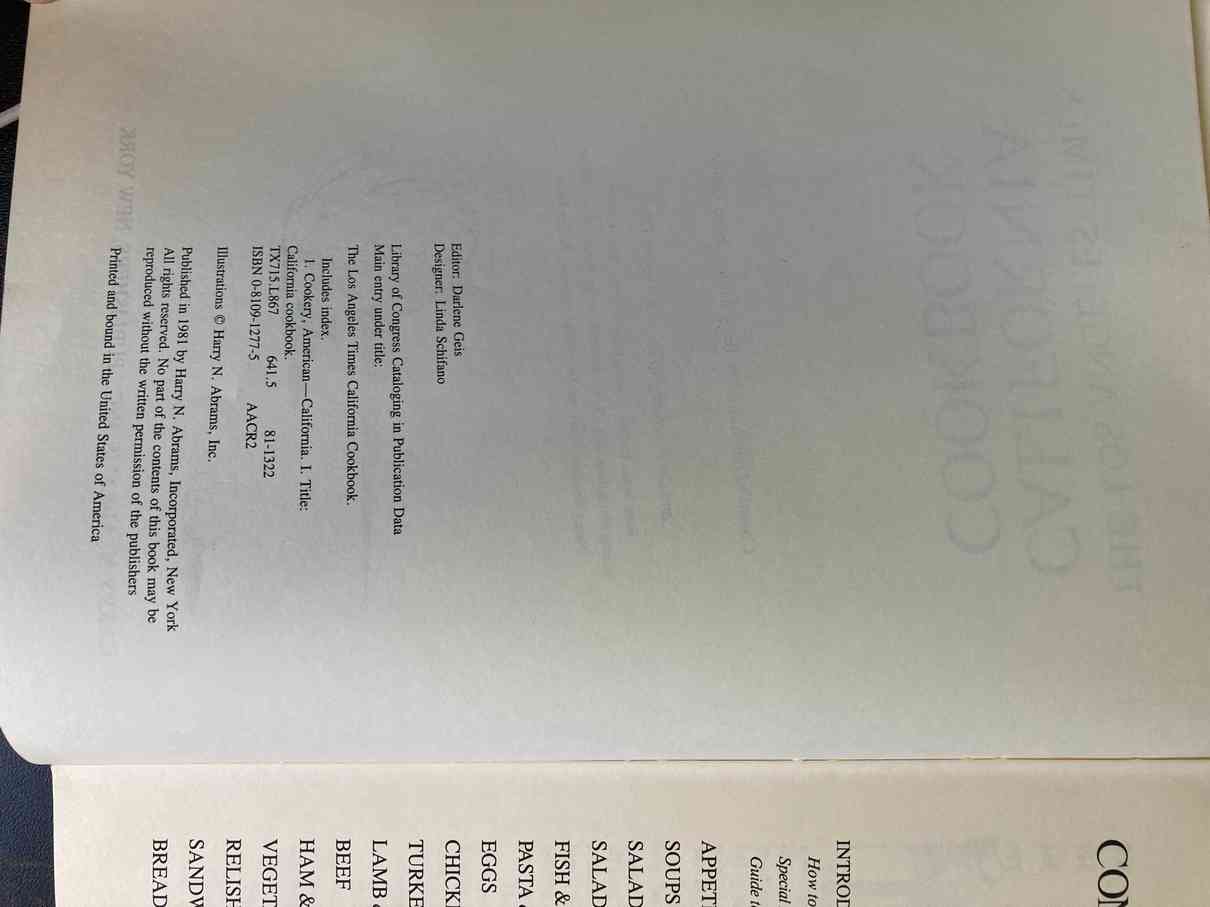 Editor: Darlene Geis
Designer: Linda Schifano
Library of Congress Cataloging in Publication Data
Main entry under title:
The Los Angeles Times California Cookbook.
Includes index.
1. Cookery, American—California. I. Title:
California cookbook.
TX715.L867 641.5 81-1322
ISBN 0-8109-1277-5 AACR2
Illustrations © Harry N. Abrams, Inc.
Published in 1981 by Harry N. Abrams, Incorporated, New York
All rights reserved. No part of the contents of this book may be
reproduced without the written permission of the publishers
Printed and bound in the United States of America
CON
INTROD
How to
Special
Guide t
APPET
SOUPS
SALAD
SALAD
FISH &
PASTA
EGGS
CHICK
TURKE
LAMB
BEEF
HAM &
VEGET
RELISH
SANDW
BREAD